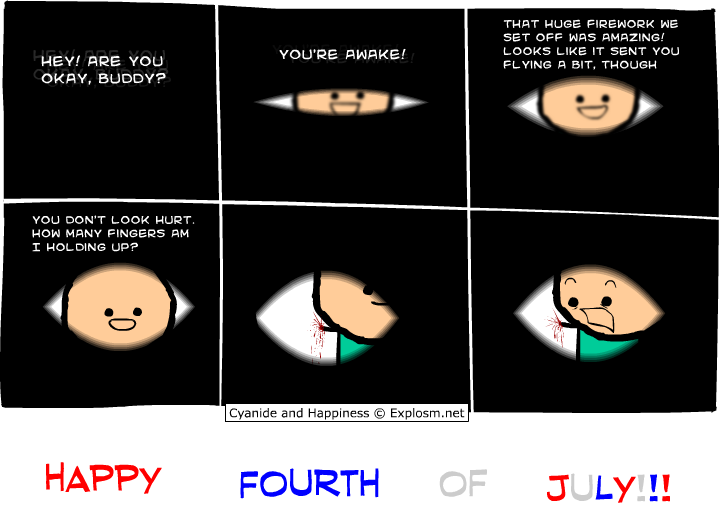 HEY! ARE YOU
OKAY, BUDDY?
YOU'RE AWAKE!
THAT HUGE FIREWORK WE
SET OFF WAS AMAZING!
LOOKS LIKE IT SENT YOU
FLYING A BIT, THOUGH
YOU DON'T LOOK HURT.
HOW MANY FINGERS AM
I HOLDING UP?
Cyanide and Happiness © Explosm.net
HAPPY FOURTH OF JULY!!!